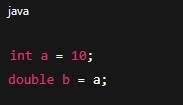 java
int a = 10;
double b = a;